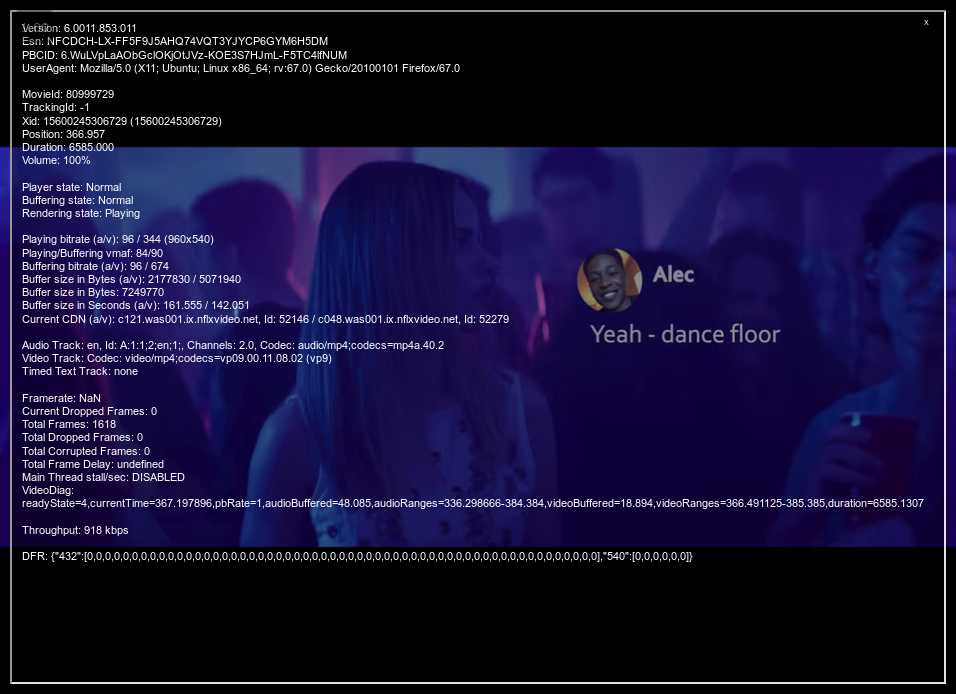 x
Version: 6.0011.853.011
Esn: NFCDCH-LX-FF5F9J5AHQ74VQT3YJYCP6GYM6H5DM
PBCID: 6.WuLVpLaAObGclOKjOtJVz-KOE3S7HJmL-F5TC4lfNUM
UserAgent: Mozilla/5.0 (X11; Ubuntu; Linux x86_64; rv:67.0) Gecko/20100101 Firefox/67.0
MovieId: 80999729
TrackingId: -1
Xid: 15600245306729 (15600245306729)
Position: 366.957
Duration: 6585.000
Volume: 100%
Player state: Normal
Buffering state: Normal
Rendering state: Playing
Playing bitrate (a/v): 96 / 344 (960x540)
Playing/Buffering vmaf: 84/90
Buffering bitrate (a/v): 96 / 674
Buffer size in Bytes (a/v): 2177830 / 5071940
Buffer size in Bytes: 7249770
Buffer size in Seconds (a/v): 161.555 / 142.051
Current CDN (a/v): c121.was001.ix.nflxvideo.net, Id: 52146 / c048.was001.ix.nflxvideo.net, Id: 52279
Audio Track: en, Id: A:1:1;2;en;1;, Channels: 2.0, Codec: audio/mp4;codecs=mp4a.40.2
Video Track: Codec: video/mp4;codecs=vp09.00.11.08.02 (vp9)
Timed Text Track: none
Framerate: NaN
Current Dropped Frames: 0
Total Frames: 1618
Total Dropped Frames: 0
Total Corrupted Frames: 0
Total Frame Delay: undefined
Main Thread stall/sec: DISABLED
VideoDiag:
readyState=4,currentTime=367.197896,pbRate=1,audioBuffered=48.085,audioRanges=336.298666-384.384,videoBuffered=18.894,videoRanges=366.491125-385.385,duration=6585.1307
Throughput: 918 kbps
DFR: {"432":[0,0,0,0,0,0,0,0,0,0,0,0,0,0,0,0,0,0,0,0,0,0,0,0,0,0,0,0,0,0,0,0,0,0,0,0,0,0,0,0,0,0,0,0,0,0,0,0,0,0,0,0,0,0,0,0,0],"540":[0,0,0,0,0,0]}
Alec
Yeah - dance floor